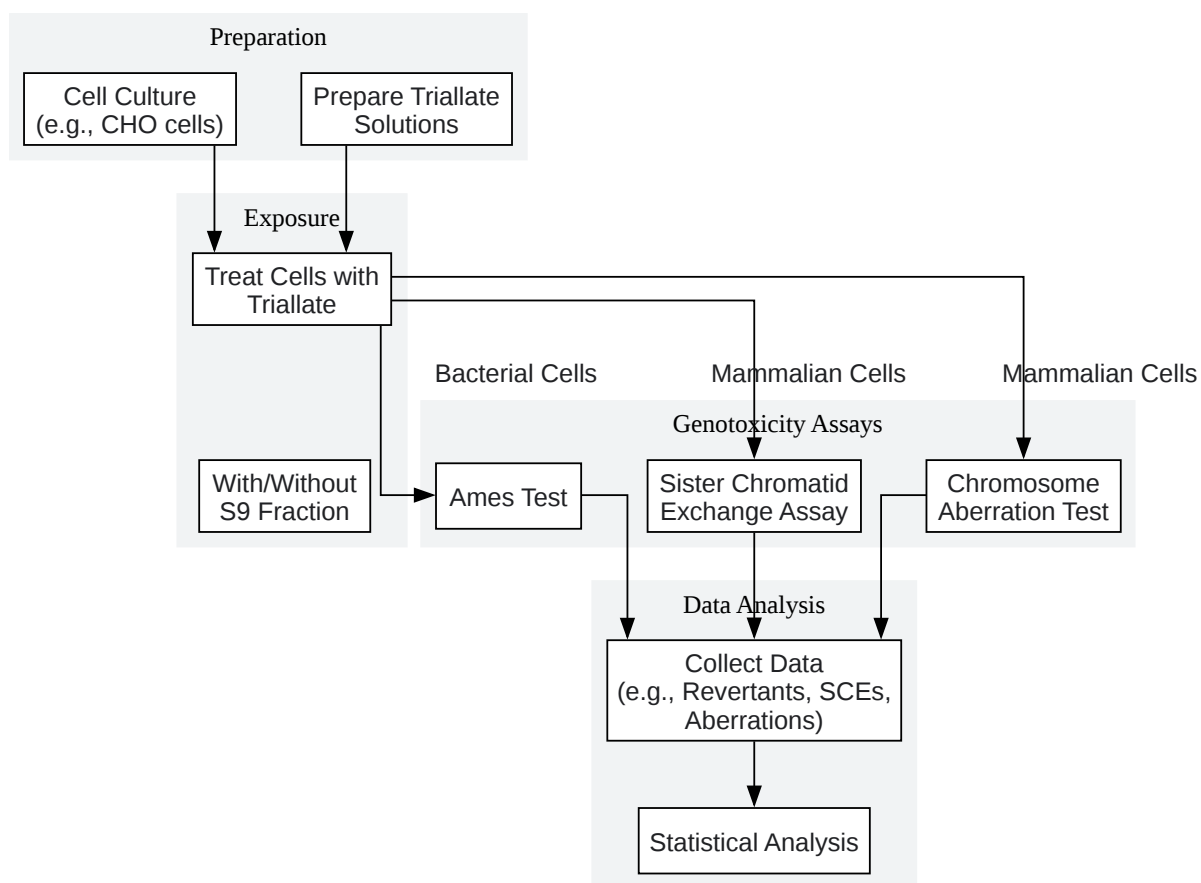 Preparation
Cell Culture
(e.g., CHO cells)
Prepare Triallate
Solutions
Exposure
Treat Cells with
Triallate
Bacterial Cells
Mammalian Cells
Mammalian Cells
Genotoxicity Assays
With/Without
S9 Fraction
Ames Test
Sister Chromatid
Exchange Assay
Chromosome
Aberration Test
Data Analysis
Collect Data
(e.g., Revertants, SCEs,
Aberrations)
Statistical Analysis